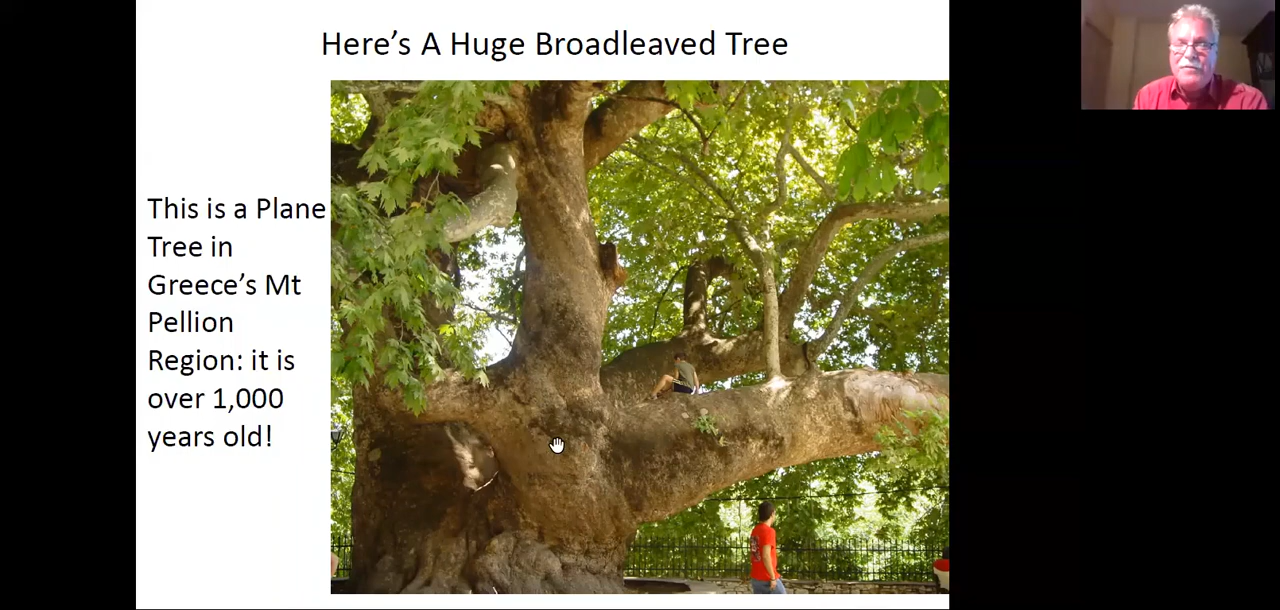 Here's A Huge Broadleaved Tree
This is a Plane
Tree in
Greece's Mt
Pellion
Region: it is
over 1,000
years old!